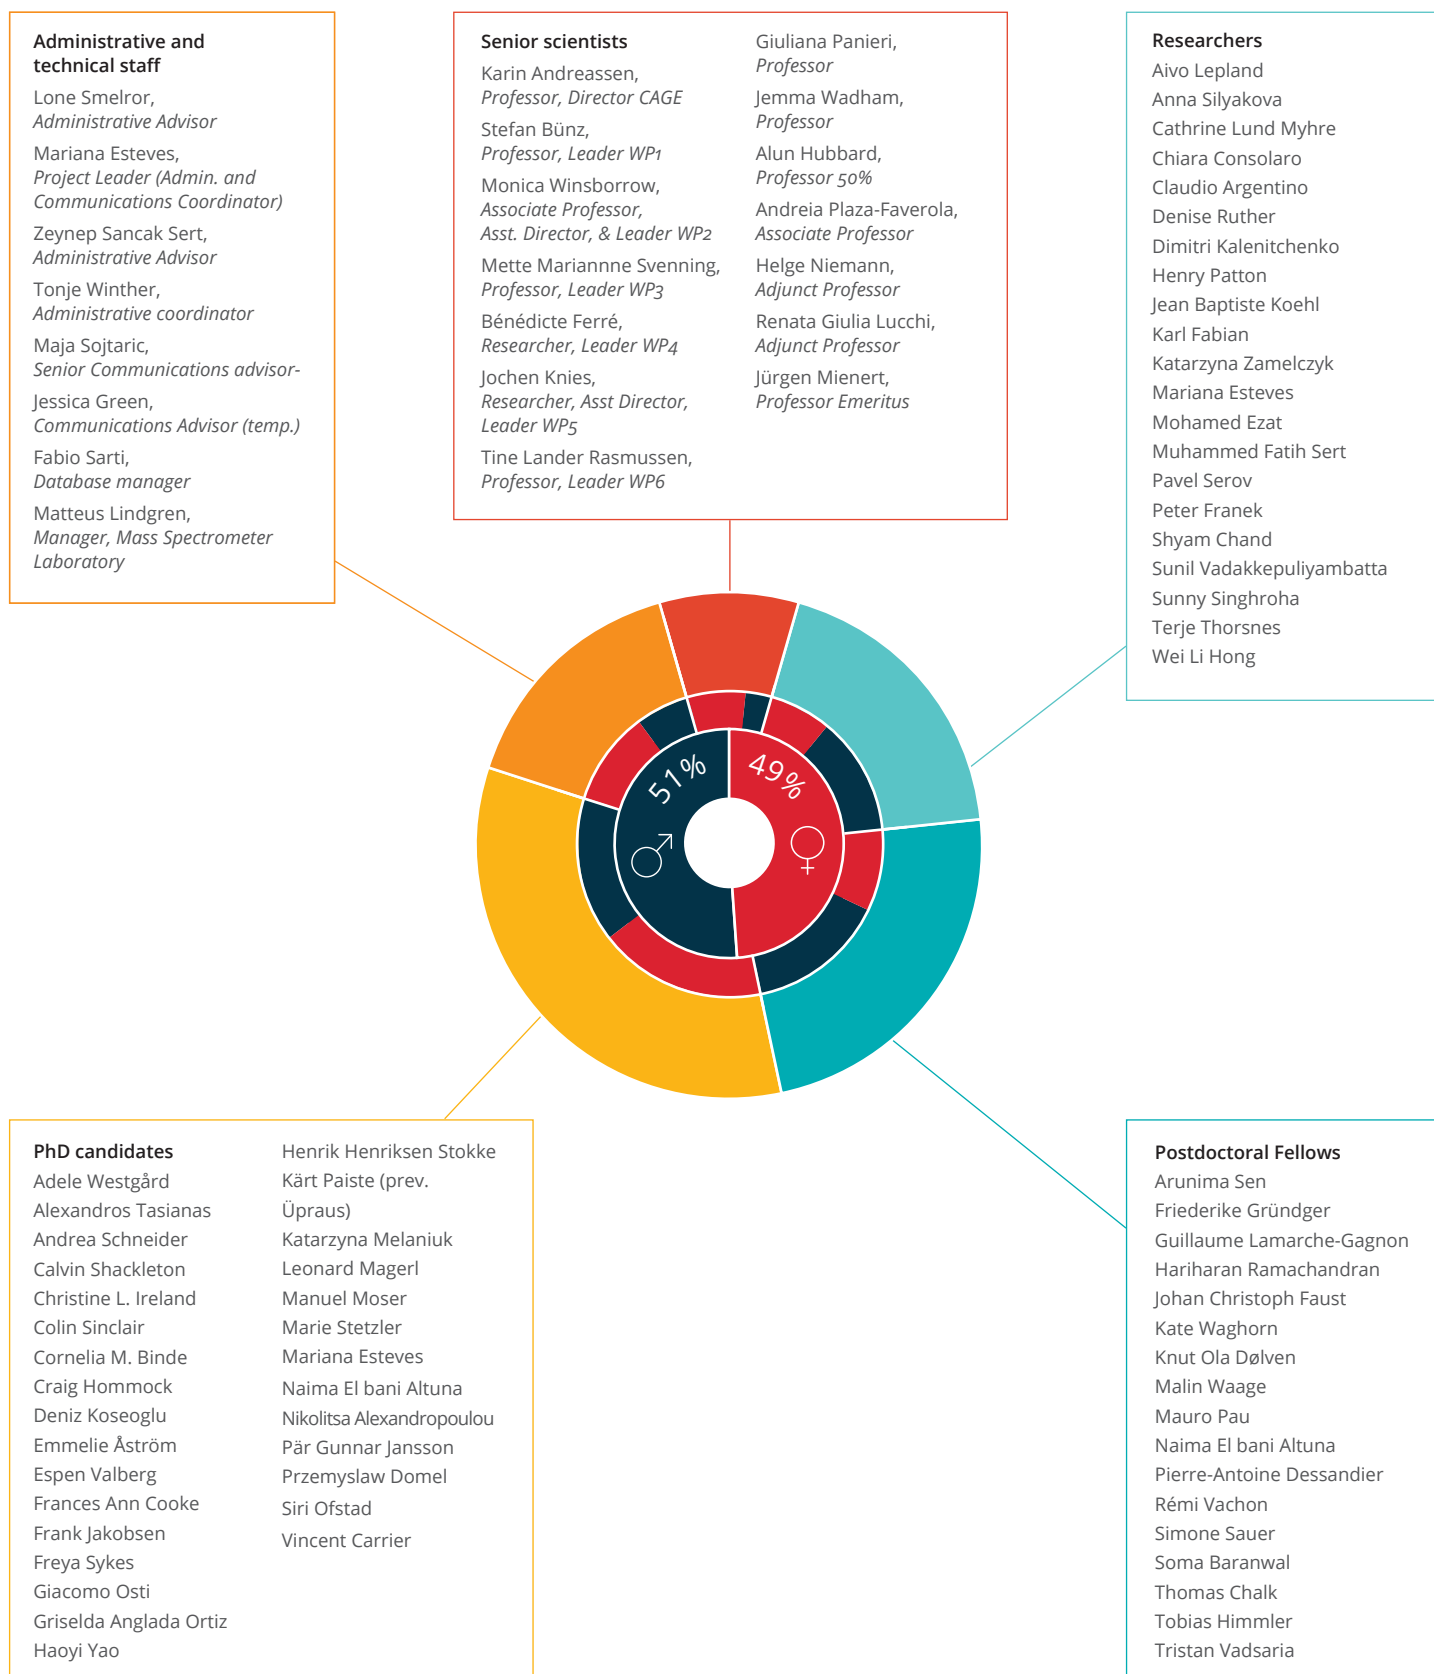 Administrative and
technical staff
Lone Smelror,
Administrative Advisor
Mariana Esteves,
Project Leader (Admin. and
Communications Coordinator)
Zeynep Sancak Sert,
Administrative Advisor
Tonje Winther,
Administrative coordinator
Maja Sojtaric,
Senior Communications advisor-
Jessica Green,
Communications Advisor (temp.)
Fabio Sarti,
Database manager
Matteus Lindgren,
Manager, Mass Spectrometer
Laboratory
Senior scientists
Karin Andreassen,
Professor, Director CAGE
Stefan Bünz,
Professor, Leader WP1
Monica Winsborrow,
Associate Professor,
Asst. Director, & Leader WP2
Mette Mariannne Svenning,
Professor, Leader WP3
Bénédicte Ferré,
Researcher, Leader WP4
Jochen Knies,
Researcher, Asst Director,
Leader WP5
Tine Lander Rasmussen,
Professor, Leader WP6
Giuliana Panieri,
Professor
Jemma Wadham,
Professor
Alun Hubbard,
Professor 50%
Andreia Plaza-Faverola,
Associate Professor
Helge Niemann,
Adjunct Professor
Renata Giulia Lucchi,
Adjunct Professor
Jürgen Mienert,
Professor Emeritus
Researchers
Aivo Lepland
Anna Silyakova
Cathrine Lund Myhre
Chiara Consolaro
Claudio Argentino
Denise Ruther
Dimitri Kalenitchenko
Henry Patton
Jean Baptiste Koehl
Karl Fabian
Katarzyna Zamelczyk
Mariana Esteves
Mohamed Ezat
Muhammed Fatih Sert
Pavel Serov
Peter Franek
Shyam Chand
Sunil Vadakkepuliyambatta
Sunny Singhroha
Terje Thorsnes
Wei Li Hong
51%
49%
PhD candidates
Adele Westgård
Alexandros Tasianas
Andrea Schneider
Calvin Shackleton
Christine L. Ireland
Colin Sinclair
Cornelia M. Binde
Craig Hommock
Deniz Koseoglu
Emmelie Åström
Espen Valberg
Frances Ann Cooke
Frank Jakobsen
Freya Sykes
Giacomo Osti
Griselda Anglada Ortiz
Haoyi Yao
Henrik Henriksen Stokke
Kärt Paiste (prev.
Üpraus)
Katarzyna Melaniuk
Leonard Magerl
Manuel Moser
Marie Stetzler
Mariana Esteves
Naima El bani Altuna
Nikolitsa Alexandropoulou
Pär Gunnar Jansson
Przemyslaw Domel
Siri Ofstad
Vincent Carrier
Postdoctoral Fellows
Arunima Sen
Friederike Gründger
Guillaume Lamarche-Gagnon
Hariharan Ramachandran
Johan Christoph Faust
Kate Waghorn
Knut Ola Dølven
Malin Waage
Mauro Pau
Naima El bani Altuna
Pierre-Antoine Dessandier
Rémi Vachon
Simone Sauer
Soma Baranwal
Thomas Chalk
Tobias Himmler
Tristan Vadsaria